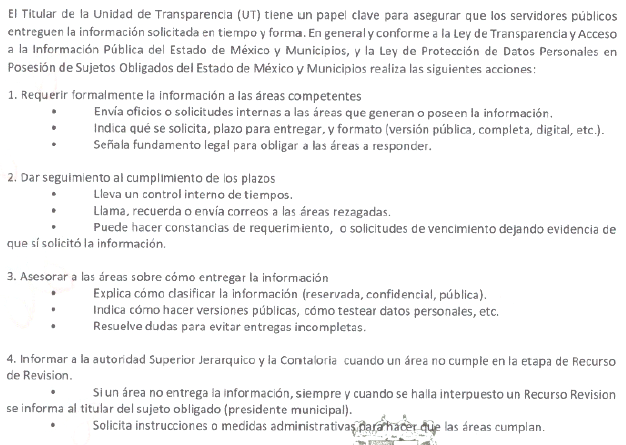 El Titular de la Unidad de Transparencia (UT) tiene un papel clave para asegurar que los servidores públicos
entreguen la información solicitada en tiempo y forma. En general y conforme a la Ley de Transparencia y Acceso
a la Información Pública del Estado de México y Municipios, y la Ley de Protección de Datos Personales en
Posesión de Sujetos Obligados del Estado de México y Municipios realiza las siguientes acciones:
1. Requerir formalmente la información a las áreas competentes
• Envía oficios o solicitudes internas a las áreas que generan o poseen la información.
• Indica qué se solicita, plazo para entregar, y formato (versión pública, completa, digital, etc.).
• Señala fundamento legal para obligar a las áreas a responder.
2. Dar seguimiento al cumplimiento de los plazos
• Lleva un control interno de tiempos.
• Llama, recuerda o envía correos a las áreas rezagadas.
• Puede hacer constancias de requerimiento, o solicitudes de vencimiento dejando evidencia de
que sí solicitó la información.
3. Asesorar a las áreas sobre cómo entregar la información
• Explica cómo clasificar la información (reservada, confidencial, pública).
• Indica cómo hacer versiones públicas, cómo testear datos personales, etc.
• Resuelve dudas para evitar entregas incompletas.
4. Informar a la autoridad Superior Jerarquico y la Contaloria cuando un área no cumple en la etapa de Recurso
de Revision.
• Si un área no entrega la información, siempre y cuando se halla interpuesto un Recurso Revision
se informa al titular del sujeto obligado (presidente municipal).
• Solicita instrucciones o medidas administrativas para hacer que las áreas cumplan.